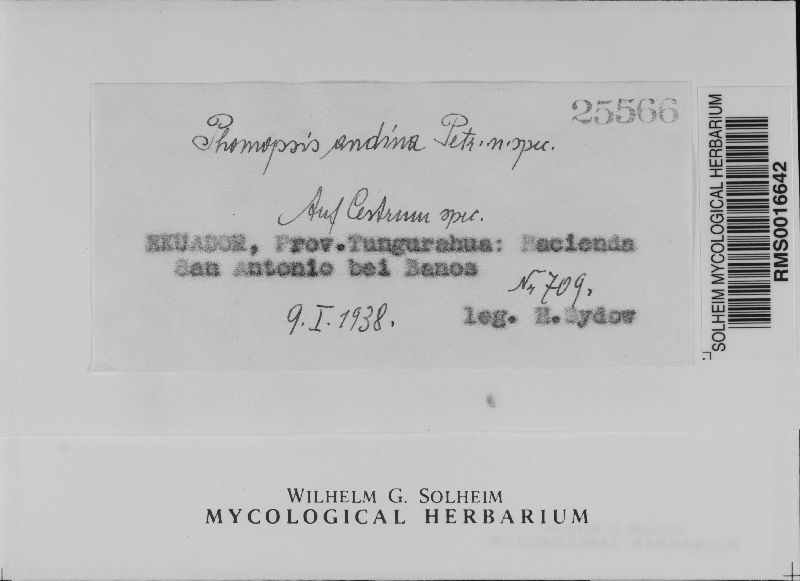 25566
Phomopsis andina Petr. n. spec.
Auf Cestrum spec.
EKUADOR, Prov.Tungurahua: Hacienda
San Antonio bei Banos
Nr 709.
9. I. 1938.
leg. H.Sydow
SOLHEIM MYCOLOGICAL HERBARIUM
RMS0016642
WILHELM G. SOLHEIM
MYCOLOGICAL HERBARIUM